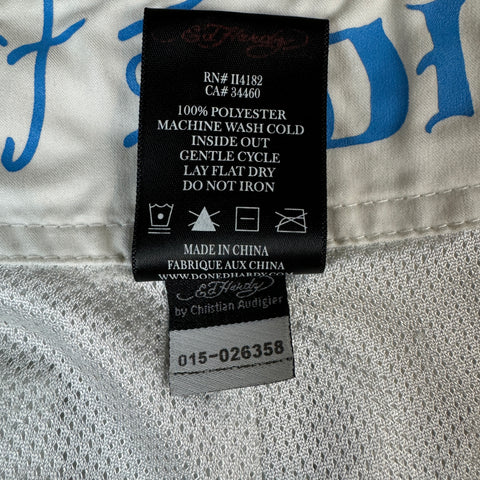 Ed Hardy
RN# 114182
CA# 34460
100% POLYESTER
MACHINE WASH COLD
INSIDE OUT
GENTLE CYCLE
LAY FLAT DRY
DO NOT IRON
MADE IN CHINA
FABRIQUE AUX CHINA
WWW.DONEDHARDY.CO
Ed Hardy
by Christian Audigier
015-026358